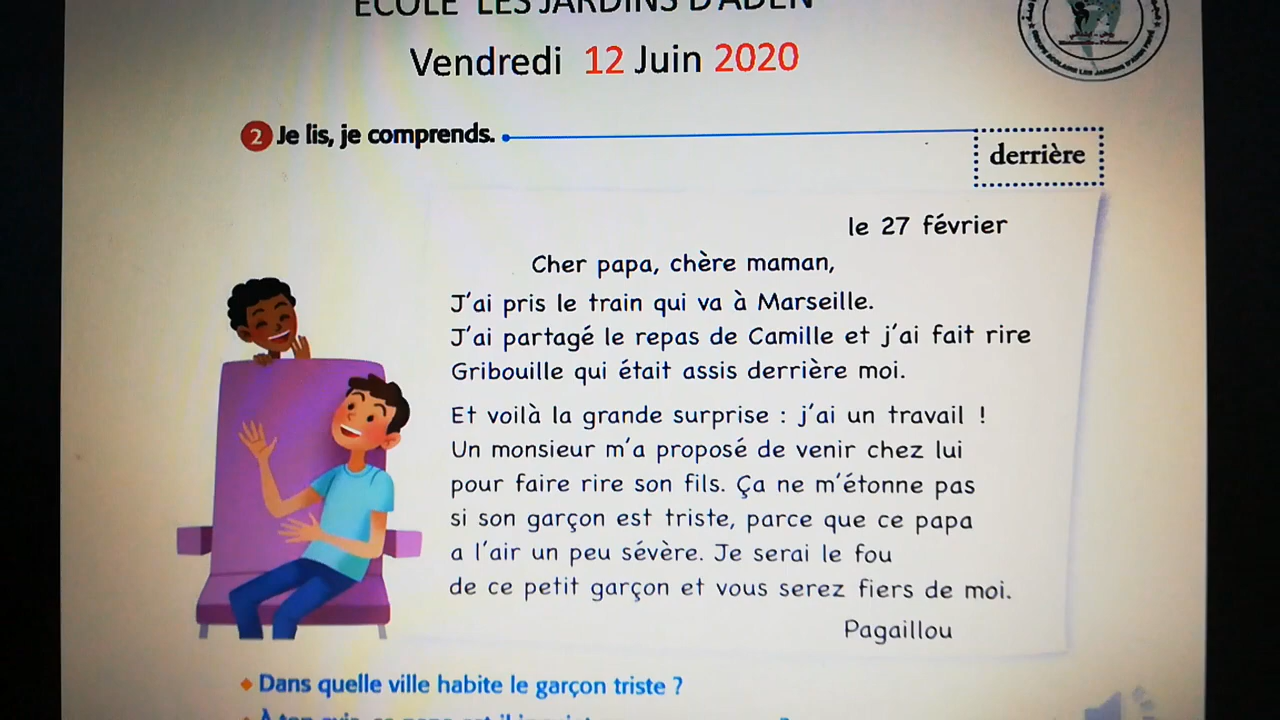 ECOLE LES JARDINS D'ADEN
Vendredi 12 Juin 2020
2 Je lis, je comprends.
derrière
le 27 février
Cher papa, chère maman,
J'ai pris le train qui va à Marseille.
J'ai partagé le repas de Camille et j'ai fait rire
Gribouille qui était assis derrière moi.
Et voilà la grande surprise : j'ai un travail !
Un monsieur m'a proposé de venir chez lui
pour faire rire son fils. Ça ne m'étonne pas
si son garçon est triste, parce que ce papa
a l'air un peu sévère. Je serai le fou
de ce petit garçon et vous serez fiers de moi.
Pagaillou
Dans quelle ville habite le garçon triste ?